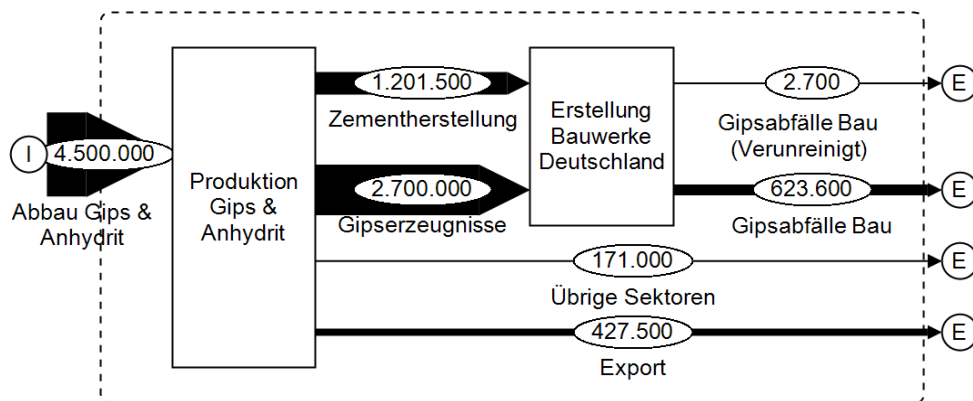 I
4.500.000
Abbau Gips &
Anhydrit
Produktion
Gips &
Anhydrit
1.201.500
Zementherstellung
2.700.000
Gipserzeugnisse
Erstellung
Bauwerke
Deutschland
2.700
E
Gipsabfälle Bau
(Verunreinigt)
623.600
E
Gipsabfälle Bau
171.000
E
Übrige Sektoren
427.500
E
Export